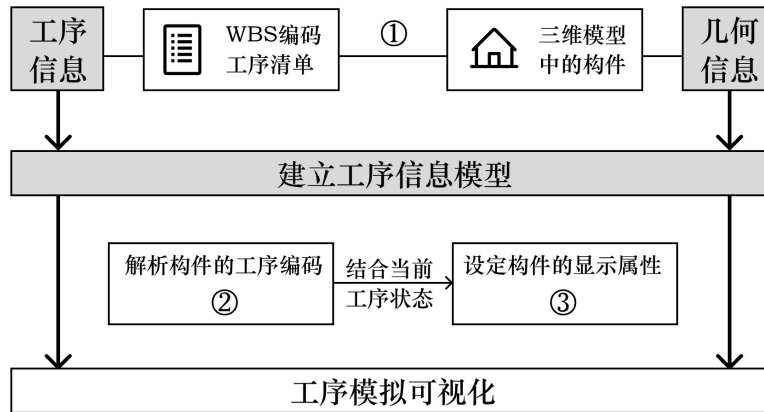 工序
信息
WBS编码
工序清单
①
三维模型
中的构件
几何
信息
建立工序信息模型
解析构件的工序编码
②
结合当前
工序状态
设定构件的显示属性
③
工序模拟可视化